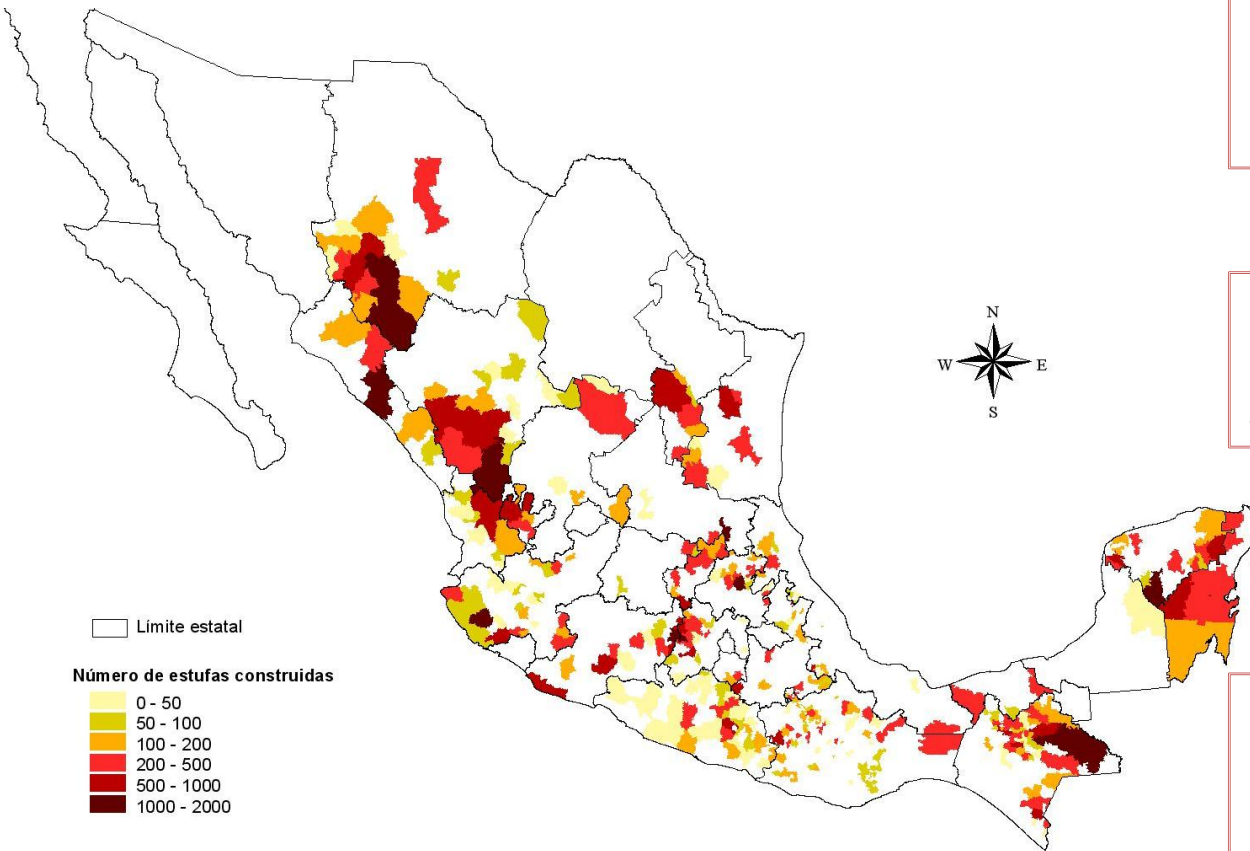 N
W E
S
Límite estatal
Número de estufas construidas
0 - 50
50 - 100
100 - 200
200 - 500
500 - 1000
1000 - 2000